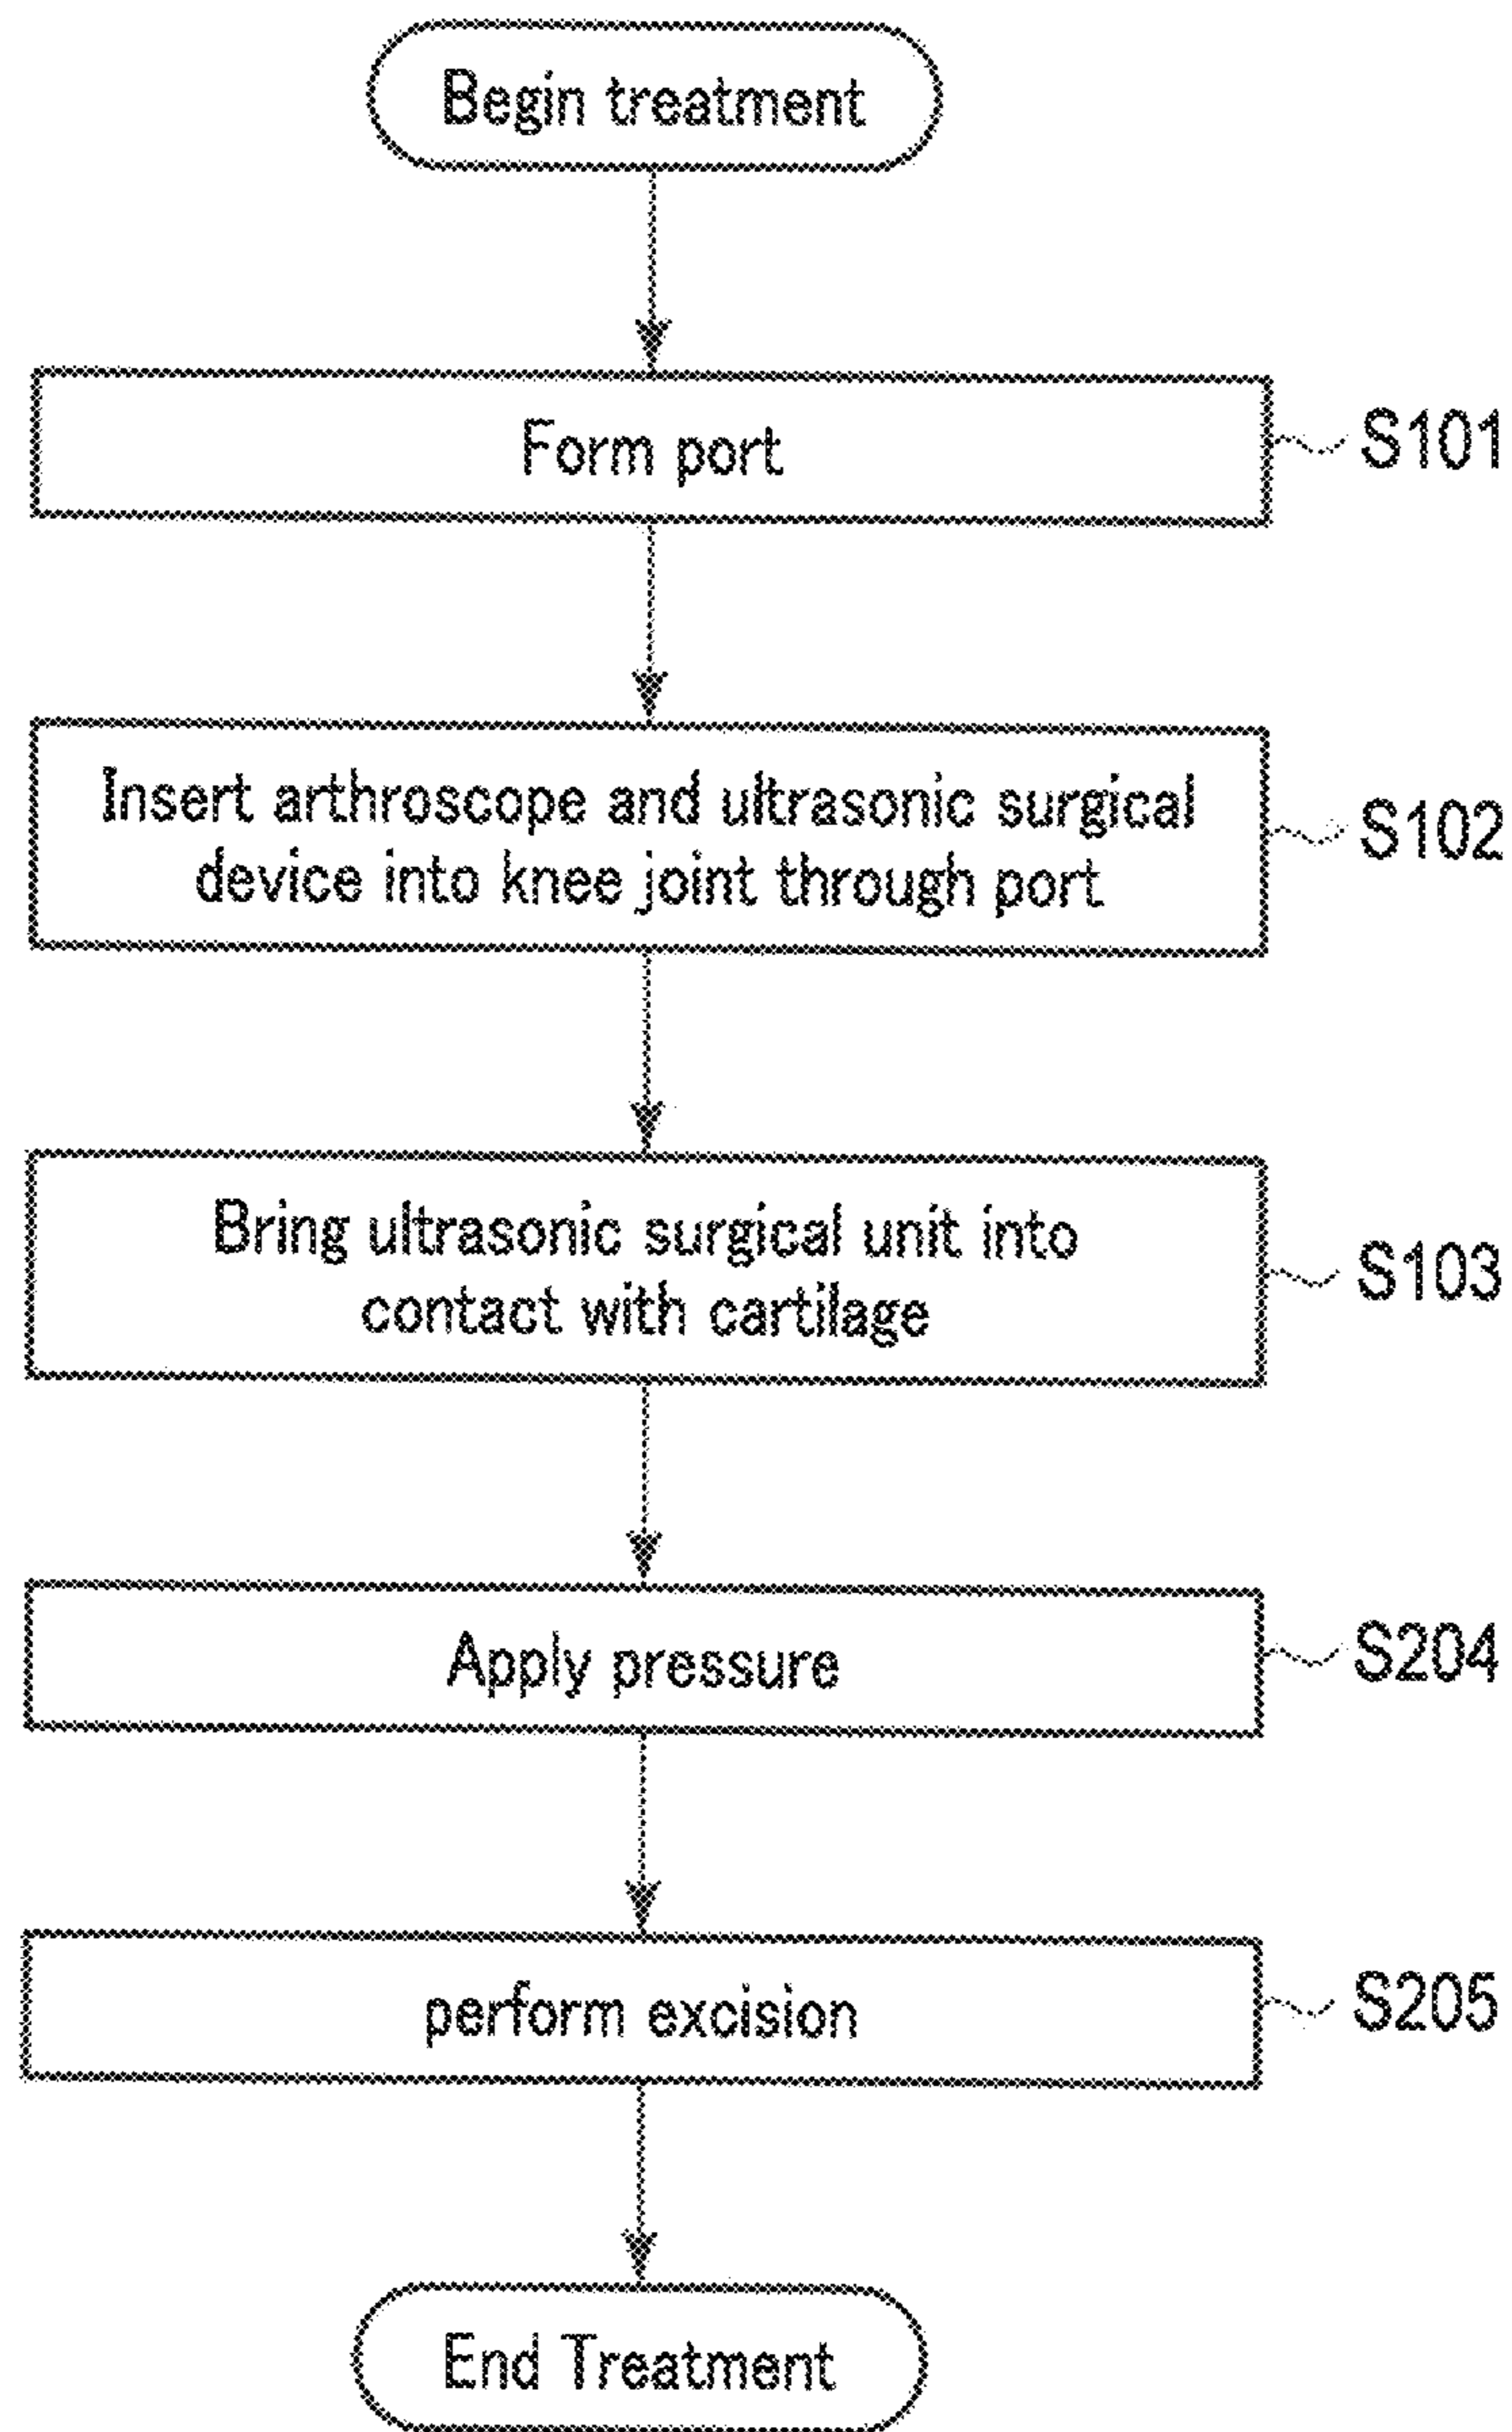 Begin treatment
Form port
S101
Insert arthroscope and ultrasonic surgical
device into knee joint through port
S102
Bring ultrasonic surgical unit into
contact with cartilage
S103
Apply pressure
S204
perform excision
S205
End Treatment